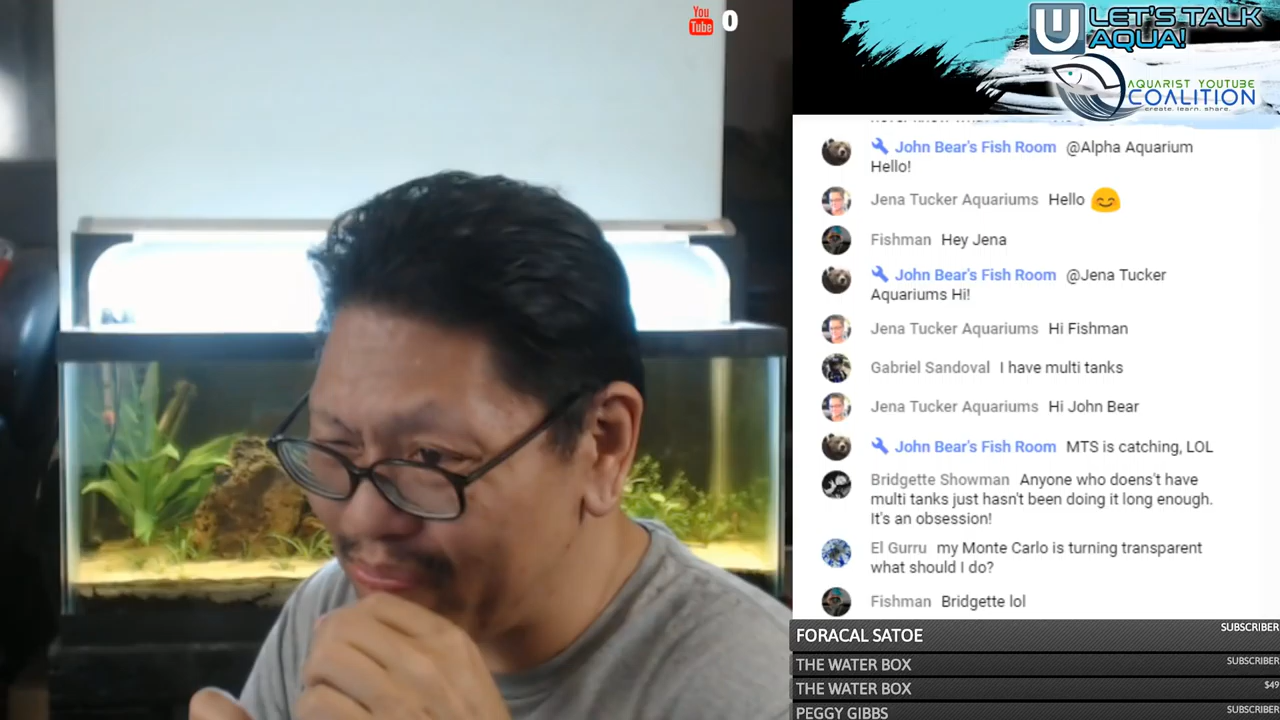 You
Tube
0
LET'S TALK
AQUA!
AQUARIST YOUTUBE
COALITION
create. learn. share.
John Bear's Fish Room @Alpha Aquarium
Hello!
Jena Tucker Aquariums Hello
Fishman Hey Jena
John Bear's Fish Room @Jena Tucker
Aquariums Hi!
Jena Tucker Aquariums Hi Fishman
Gabriel Sandoval I have multi tanks
Jena Tucker Aquariums Hi John Bear
John Bear's Fish Room MTS is catching, LOL
Bridgette Showman Anyone who doens't have
multi tanks just hasn't been doing it long enough.
It's an obsession!
El Gurru my Monte Carlo is turning transparent
what should I do?
Fishman Bridgette lol
FORACAL SATOE SUBSCRIBER
THE WATER BOX SUBSCRIBER
THE WATER BOX $49
PEGGY GIBBS SUBSCRIBER